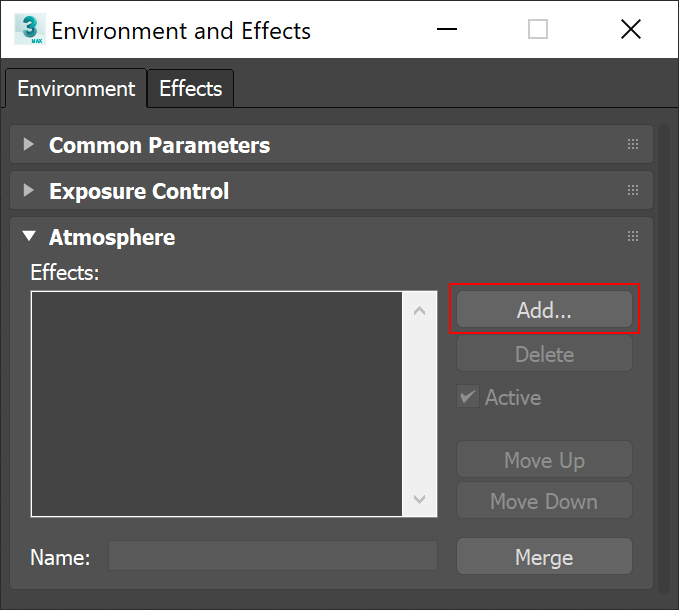 3
MAX
Environment and Effects
Environment
Effects
Common Parameters
Exposure Control
Atmosphere
Effects:
Add...
Delete
Active
Move Up
Move Down
Name:
Merge